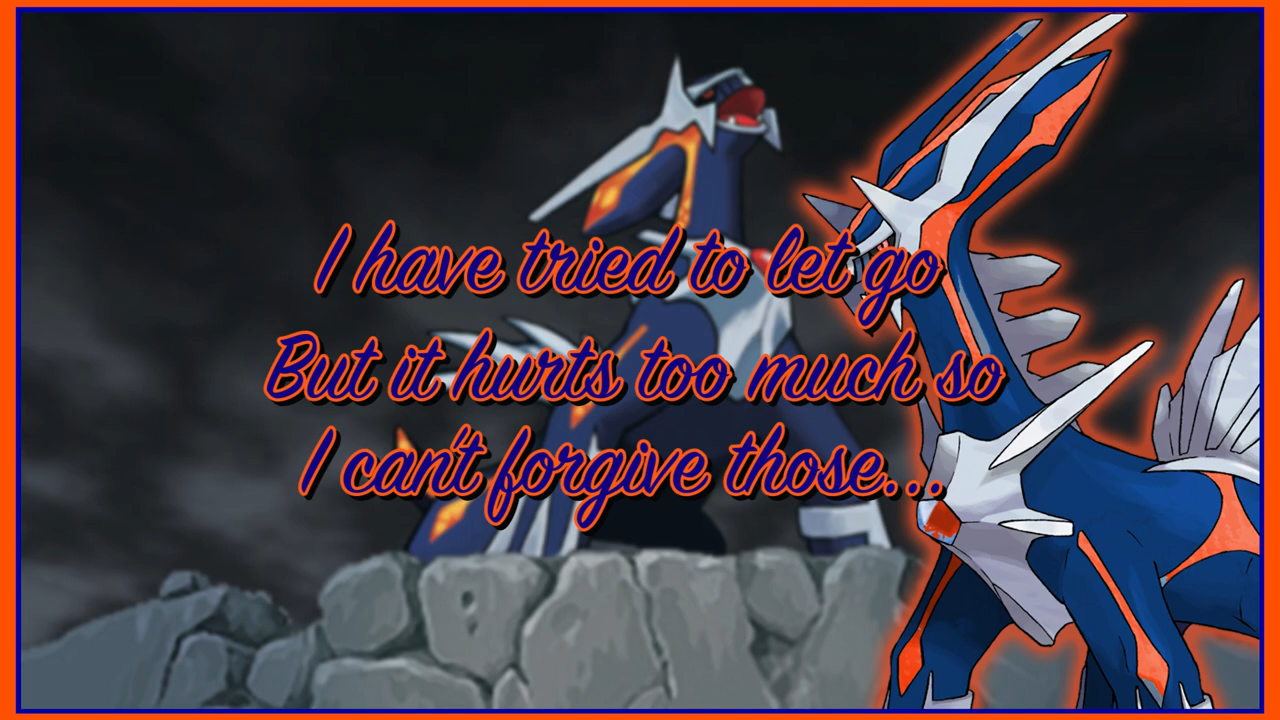 I have tried to let go
But it hurts too much so
I can't forgive those...